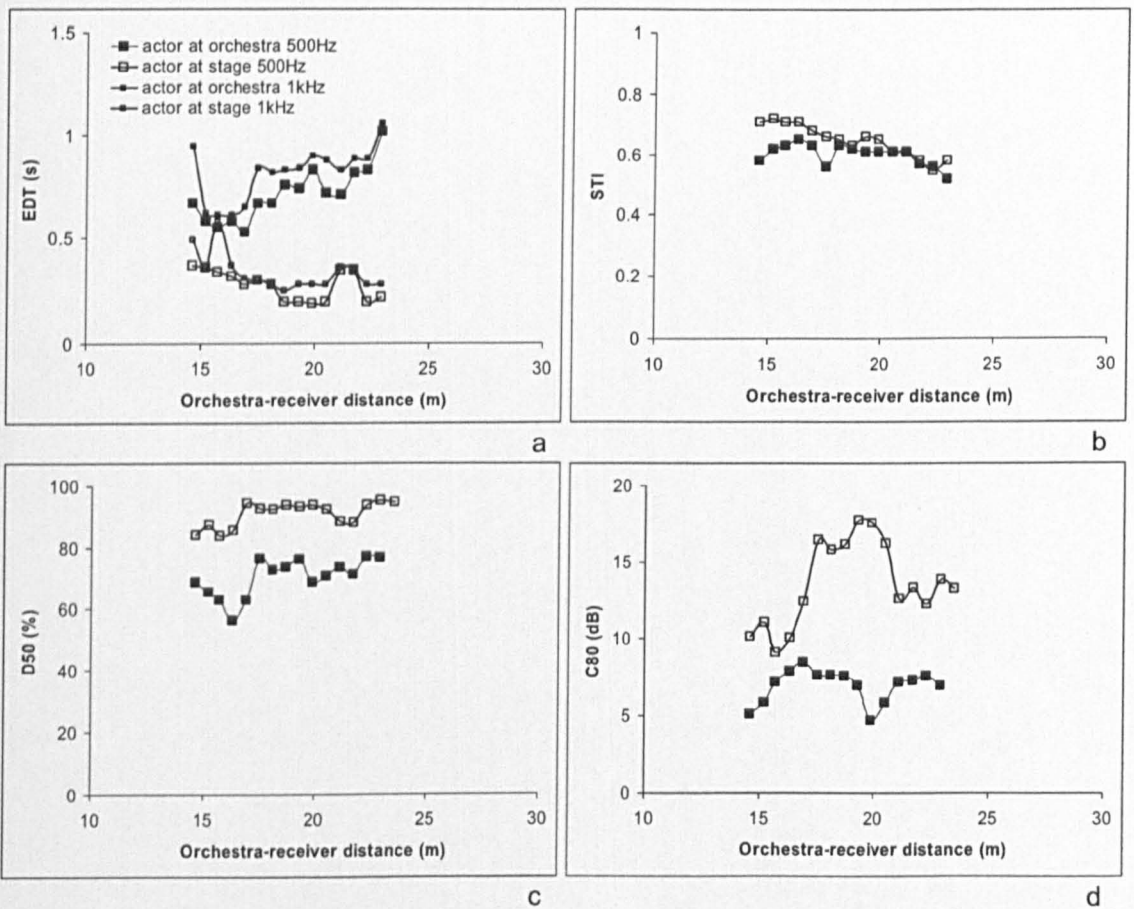 1.5
1
0.5
0
EDT (s)
actor at orchestra 500Hz
actor at stage 500Hz
actor at orchestra 1kHz
actor at stage 1kHz
10 15 20 25 30
Orchestra-receiver distance (m)
a
1
0.8
0.6
0.4
0.2
0
STI
10 15 20 25 30
Orchestra-receiver distance (m)
b
100
80
60
40
20
0
D50 (%)
10 15 20 25 30
Orchestra-receiver distance (m)
c
20
15
10
5
0
C80 (dB)
10 15 20 25 30
Orchestra-receiver distance (m)
d